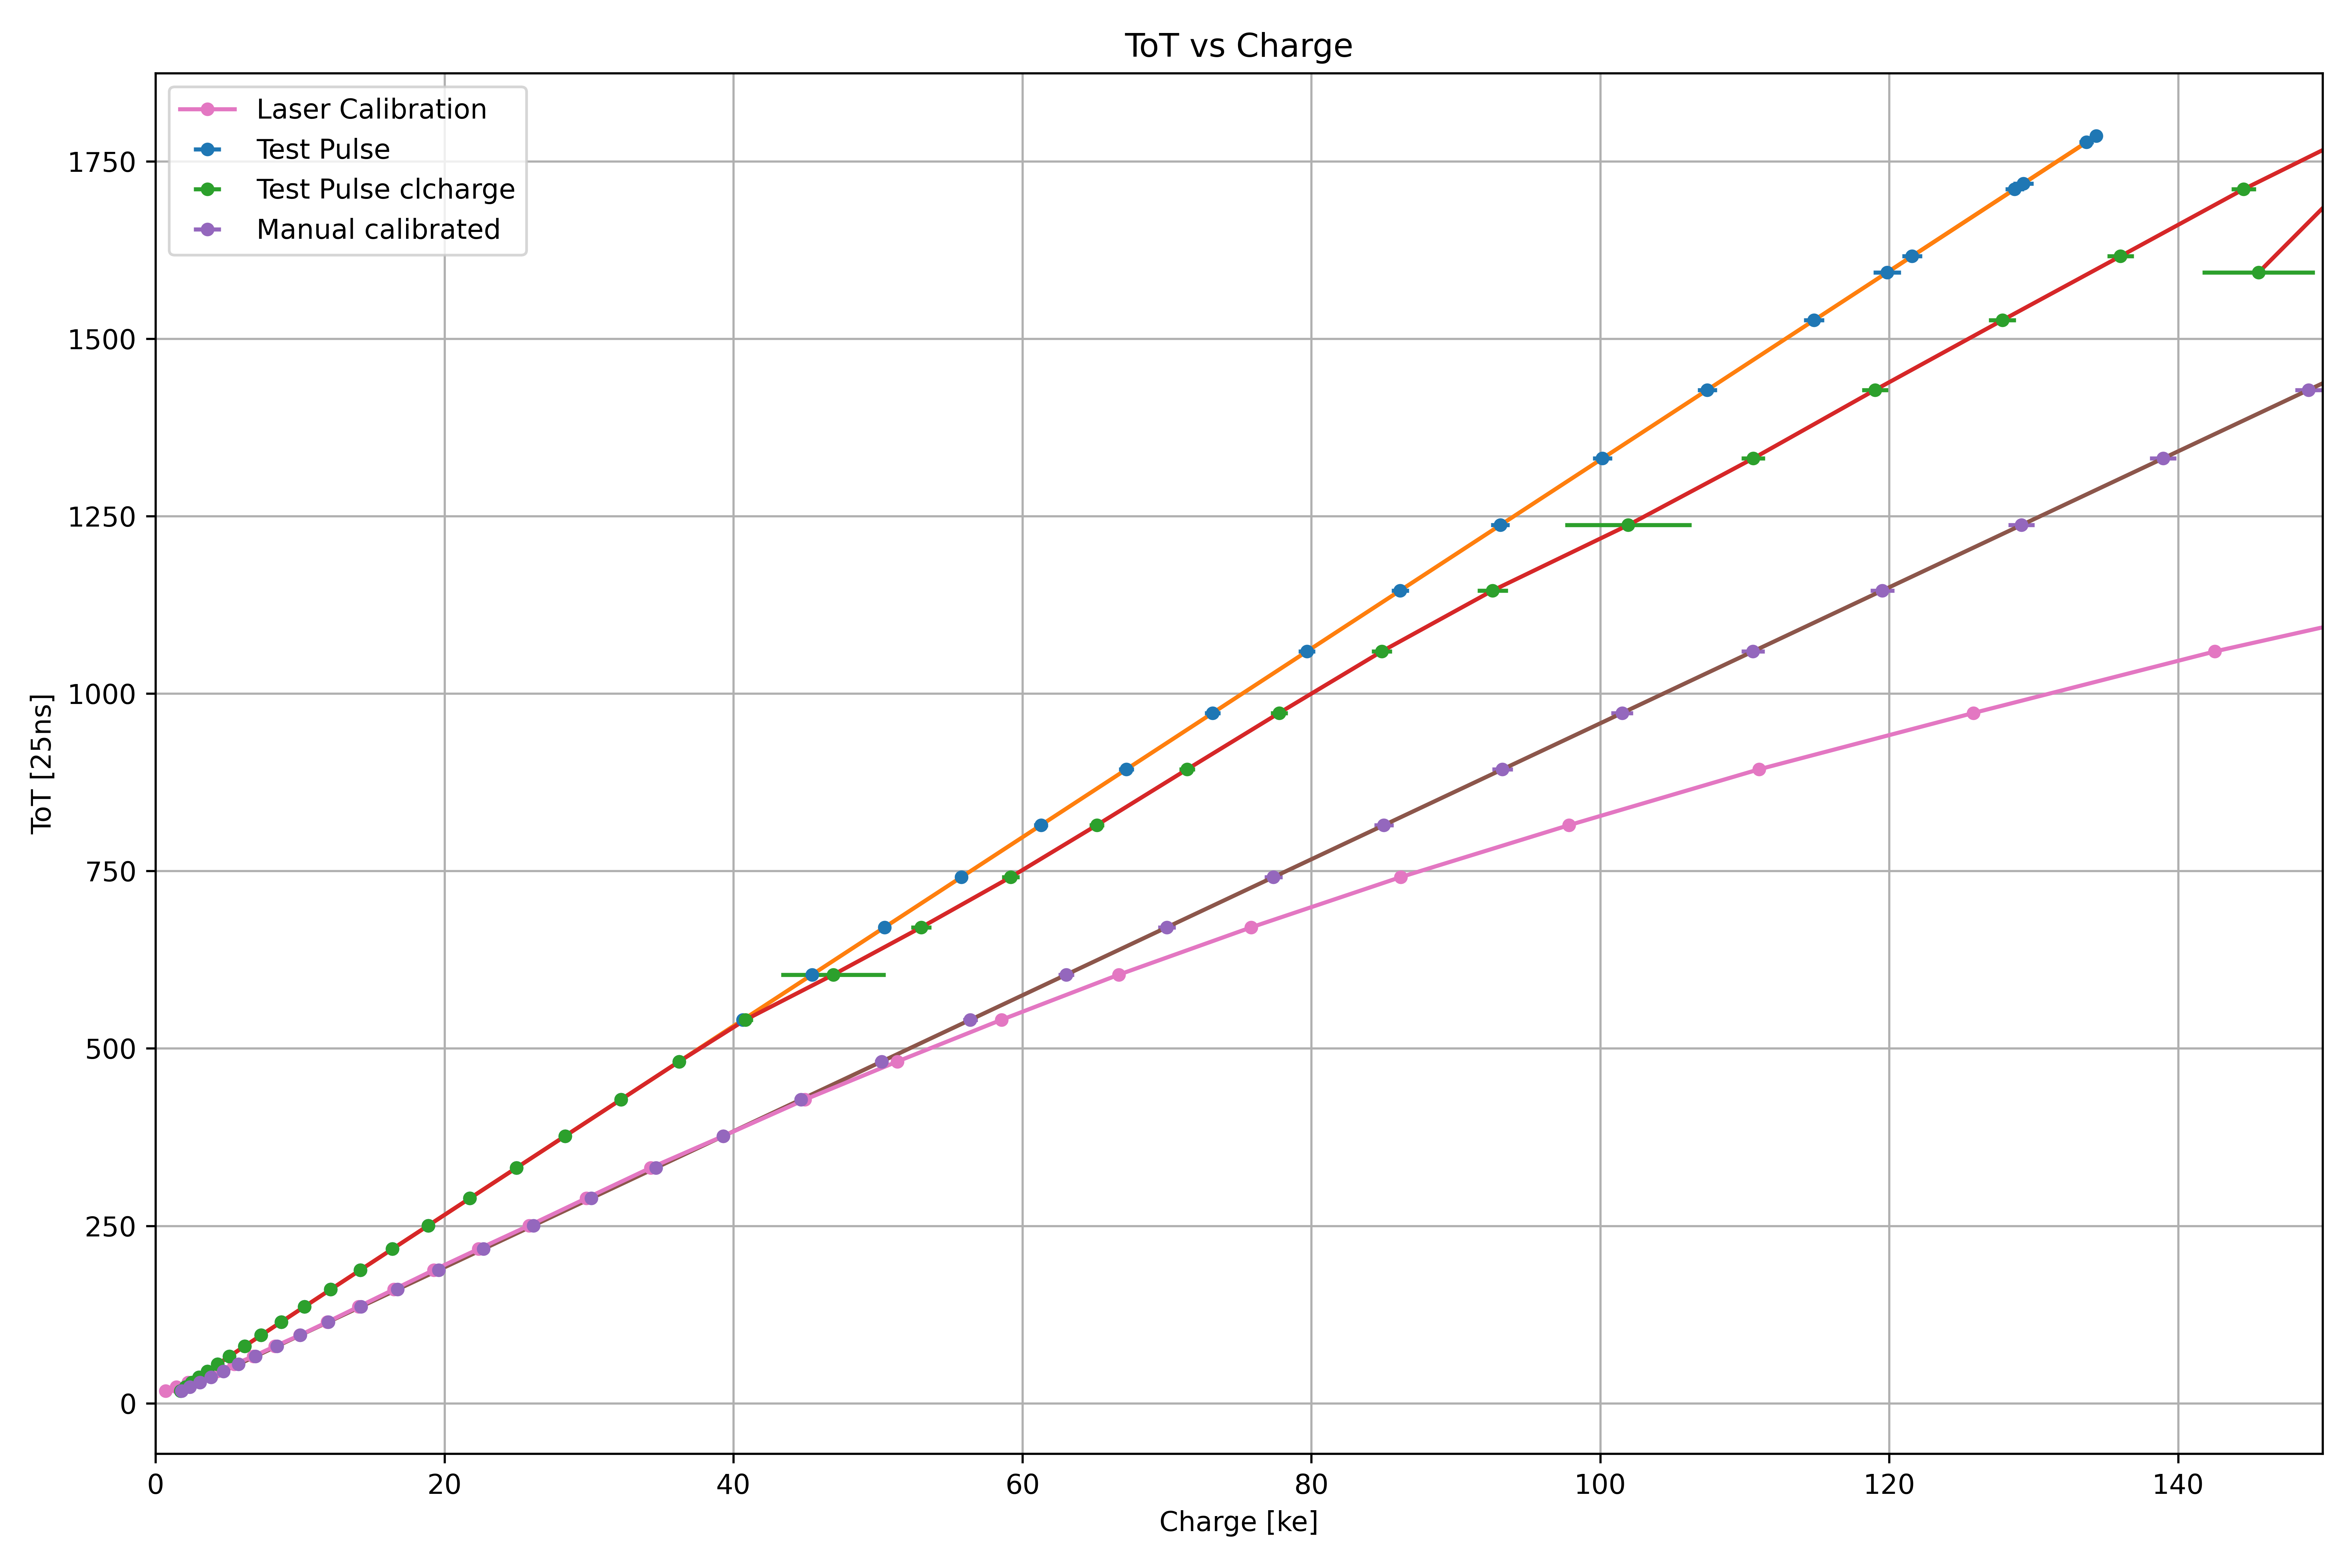 ToT vs Charge
Laser Calibration
Test Pulse
Test Pulse clcharge
Manual calibrated
1750
1500
1250
1000
750
500
250
0
ToT [25ns]
0 20 40 60 80 100 120 140
Charge [ke]